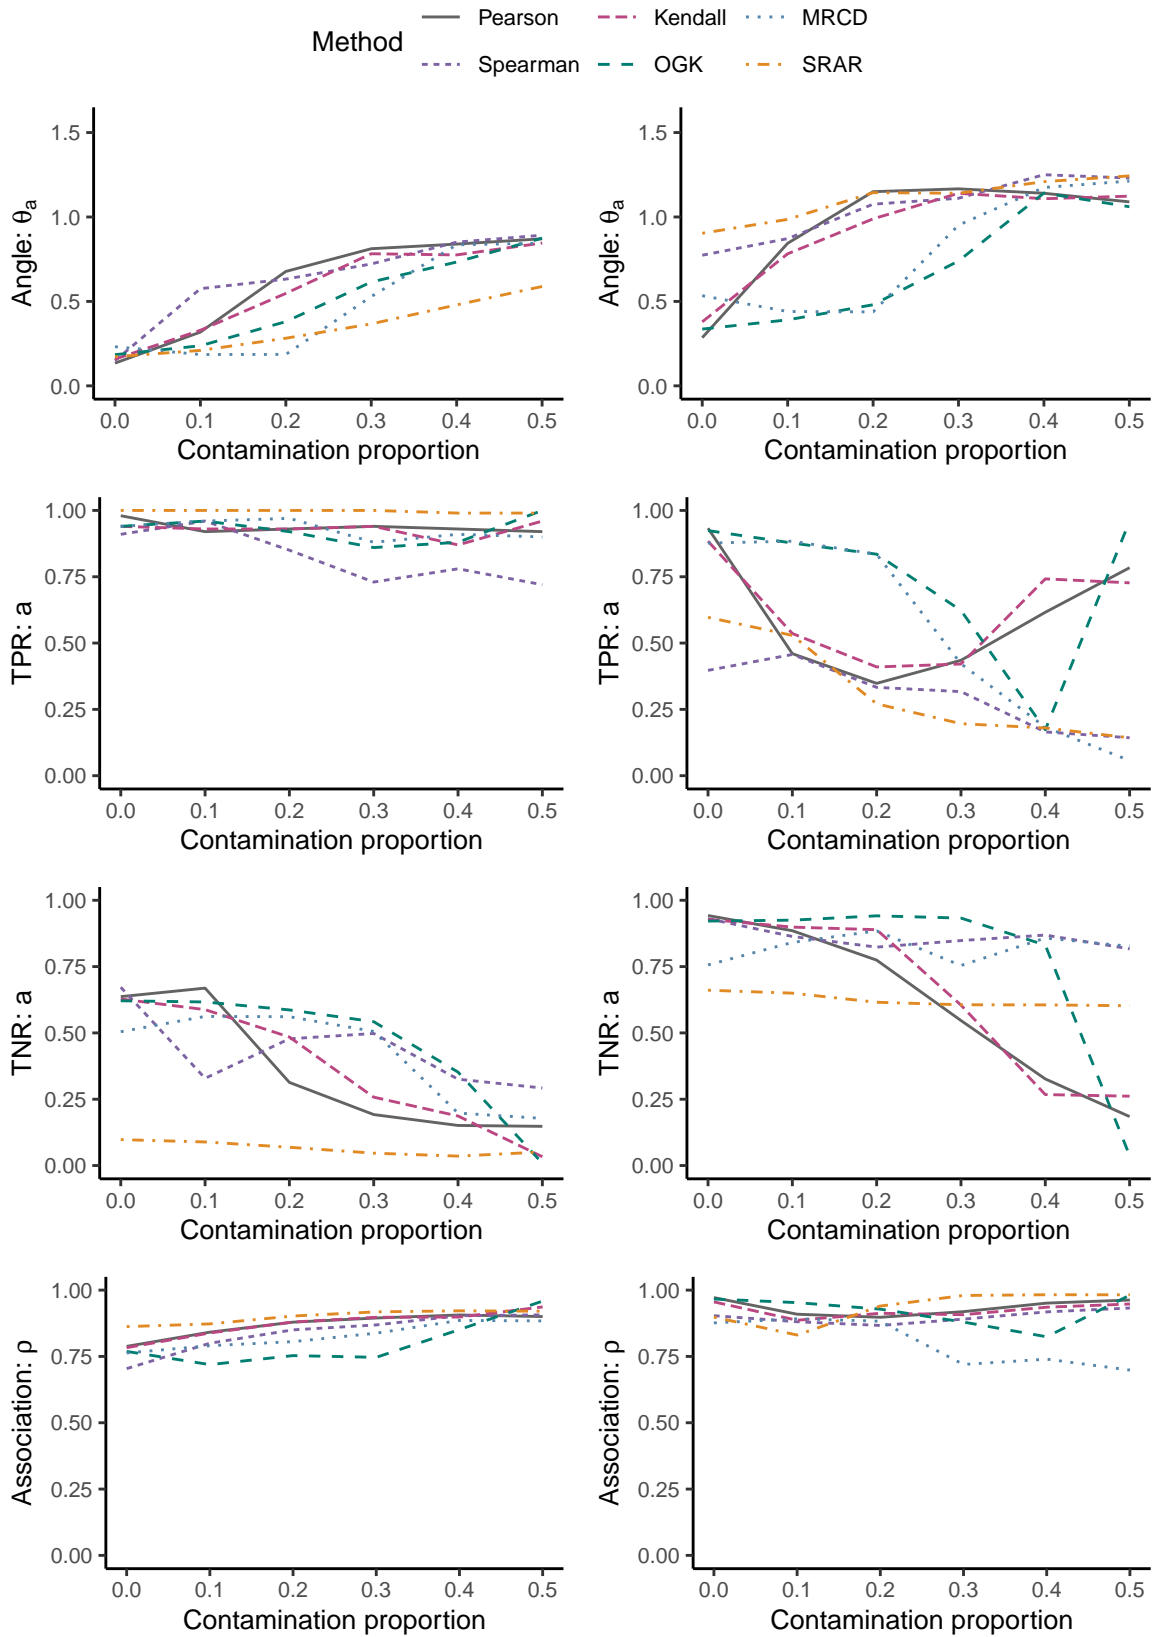 Method
Pearson
Kendall
MRCD
Spearman
OGK
SRAR
Angle: θa
1.5
1.0
0.5
0.0
0.0 0.1 0.2 0.3 0.4 0.5
Contamination proportion
Angle: θa
1.5
1.0
0.5
0.0
0.0 0.1 0.2 0.3 0.4 0.5
Contamination proportion
TPR: a
1.00
0.75
0.50
0.25
0.00
0.0 0.1 0.2 0.3 0.4 0.5
Contamination proportion
TPR: a
1.00
0.75
0.50
0.25
0.00
0.0 0.1 0.2 0.3 0.4 0.5
Contamination proportion
TNR: a
1.00
0.75
0.50
0.25
0.00
0.0 0.1 0.2 0.3 0.4 0.5
Contamination proportion
TNR: a
1.00
0.75
0.50
0.25
0.00
0.0 0.1 0.2 0.3 0.4 0.5
Contamination proportion
Association: ρ
1.00
0.75
0.50
0.25
0.00
0.0 0.1 0.2 0.3 0.4 0.5
Contamination proportion
Association: ρ
1.00
0.75
0.50
0.25
0.00
0.0 0.1 0.2 0.3 0.4 0.5
Contamination proportion